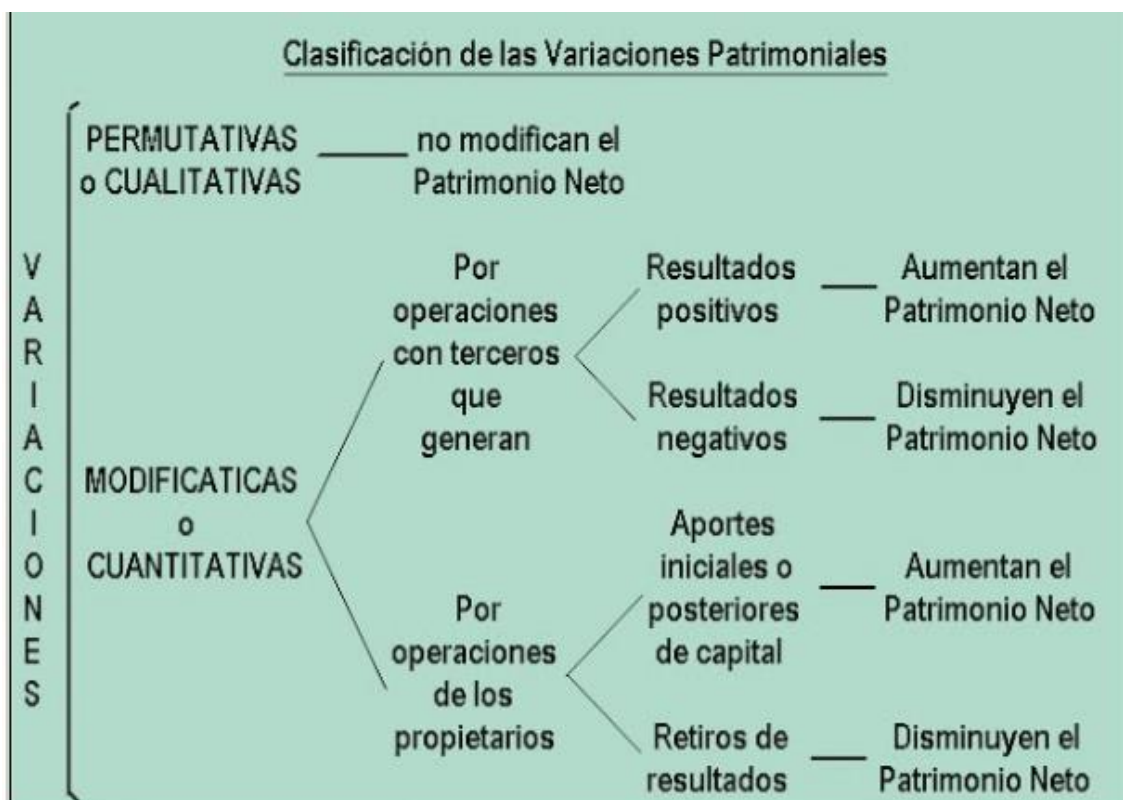 Clasificación de las Variaciones Patrimoniales
VARIACIONES
PERMUTATIVAS
o CUALITATIVAS
no modifican el
Patrimonio Neto
MODIFICATICAS
o
CUANTITATIVAS
Por
operaciones
con terceros
que
generan
Resultados
positivos
Aumentan el
Patrimonio Neto
Resultados
negativos
Disminuyen el
Patrimonio Neto
Por
operaciones
de los
propietarios
Aportes
iniciales o
posteriores
de capital
Aumentan el
Patrimonio Neto
Retiros de
resultados
Disminuyen el
Patrimonio Neto